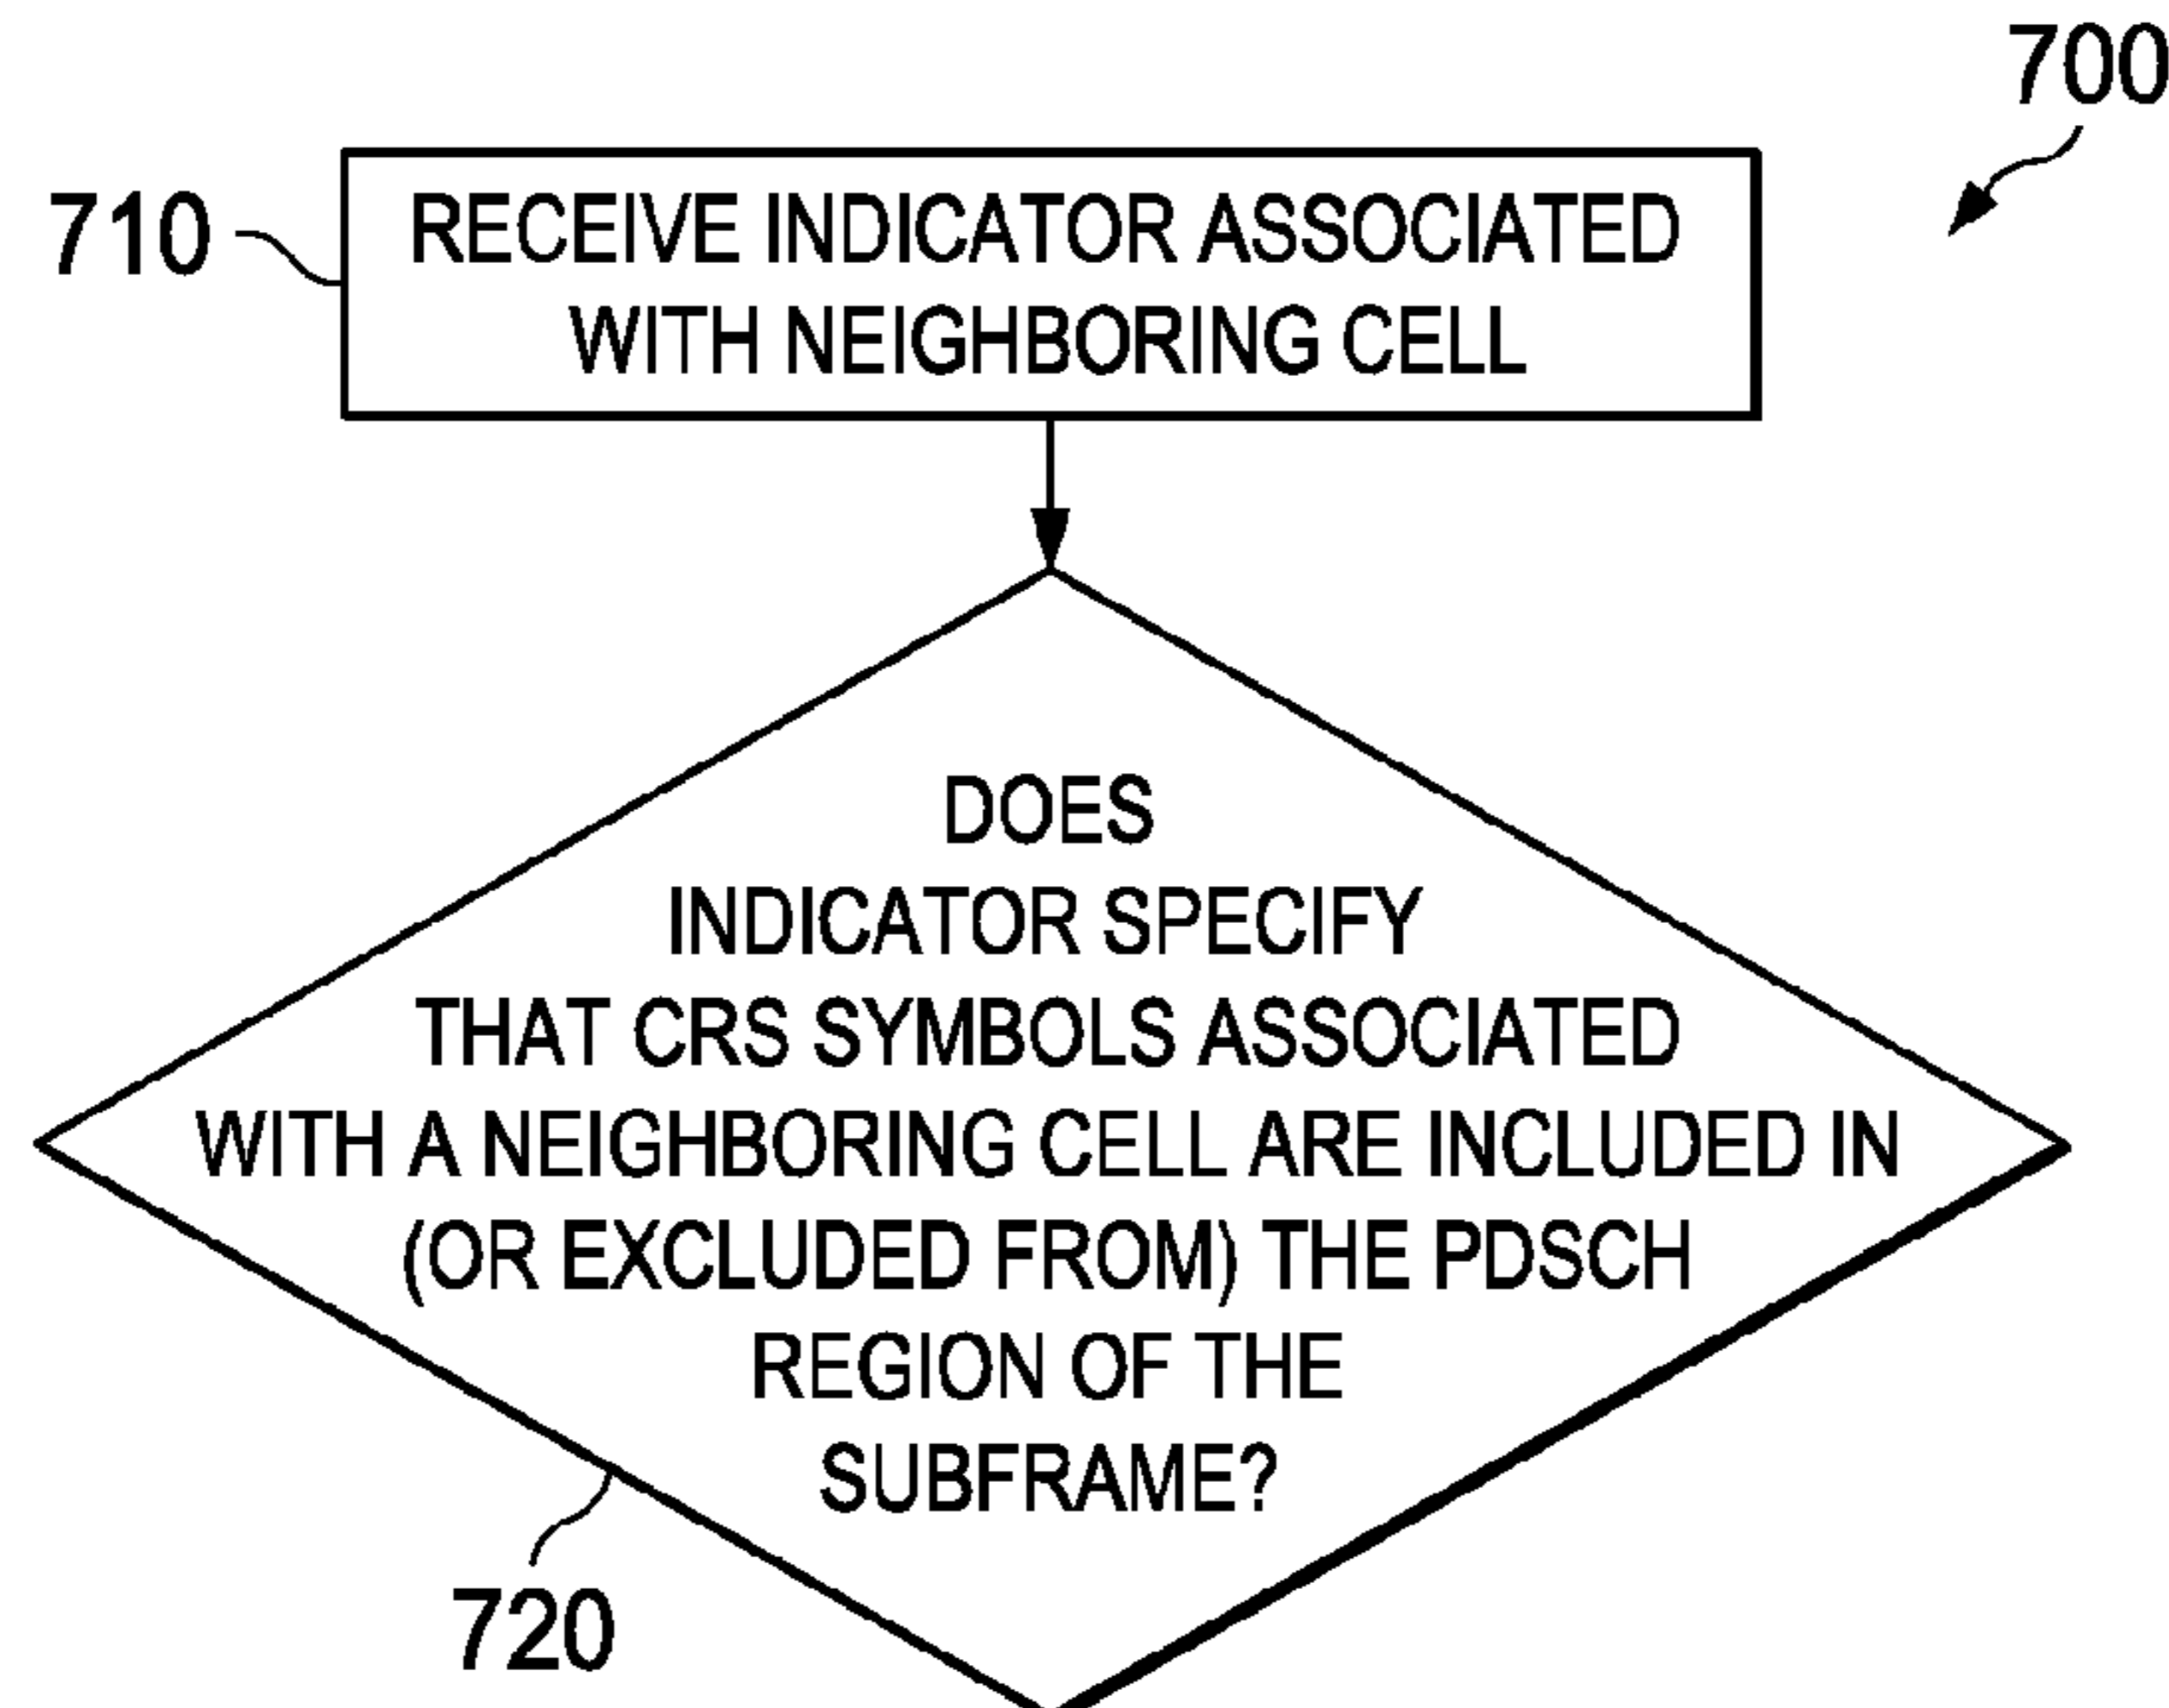 700
710
RECEIVE INDICATOR ASSOCIATED
WITH NEIGHBORING CELL
DOES
INDICATOR SPECIFY
THAT CRS SYMBOLS ASSOCIATED
WITH A NEIGHBORING CELL ARE INCLUDED IN
(OR EXCLUDED FROM) THE PDSCH
REGION OF THE
SUBFRAME?
720